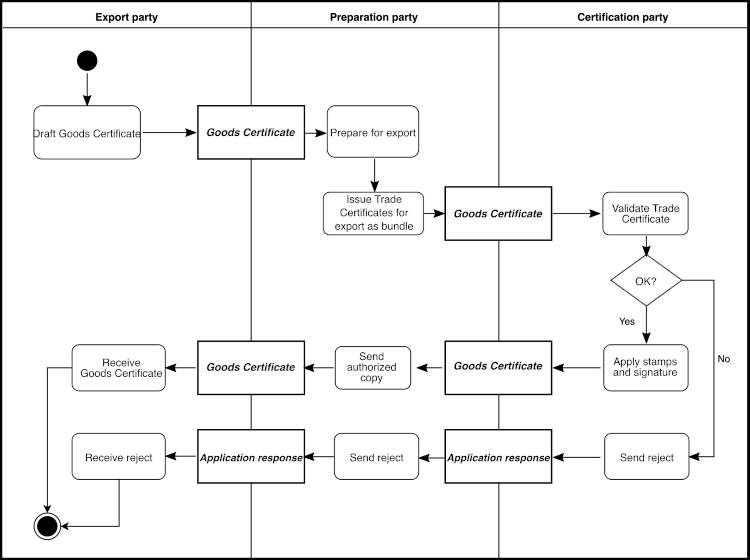 Export party
Preparation party
Certification party
Draft Goods Certificate
Goods Certificate
Prepare for export
Issue Trade
Certificates for
export as bundle
Goods Certificate
Validate Trade
Certificate
OK?
Yes
No
Receive
Goods Certificate
Goods Certificate
Send
authorized
copy
Goods Certificate
Apply stamps
and signature
Receive reject
Application response
Send reject
Application response
Send reject